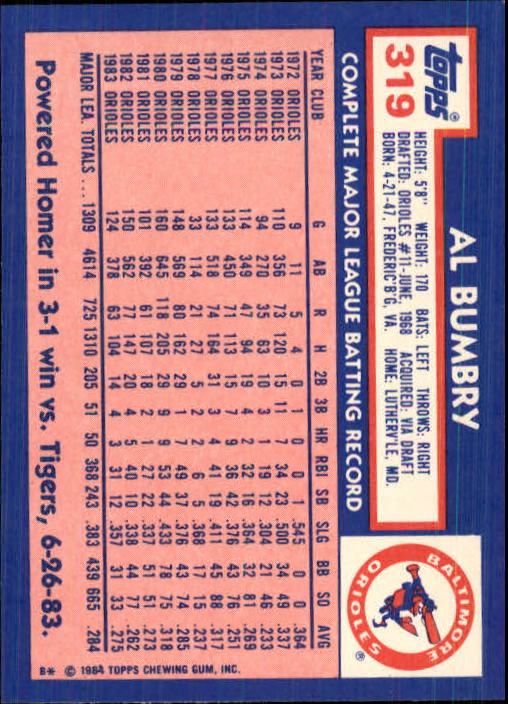 topps®
319
AL BUMBRY
HEIGHT: 5'8" WEIGHT: 170 BATS: LEFT THROWS: RIGHT
DRAFTED: ORIOLES #11-JUNE, 1968 ACQUIRED: VIA DRAFT
BORN: 4-21-47, FREDERIC'B'G, VA. HOME: LUTHERV'LE, MD.
BALTIMORE ORIOLES ®
COMPLETE MAJOR LEAGUE BATTING RECORD
YEAR CLUB G AB R H 2B 3B HR RBI SB SLG BB SO AVG
1972 ORIOLES 9 11 5 4 0 1 0 0 1 .545 0 0 .364
1973 ORIOLES 110 356 73 120 15 11 7 34 23 .500 34 49 .337
1974 ORIOLES 94 270 35 63 10 3 1 19 12 .304 21 46 .233
1975 ORIOLES 114 349 47 94 19 4 2 32 16 .364 32 81 .269
1976 ORIOLES 133 450 71 113 15 7 9 36 42 .376 43 76 .251
1977 ORIOLES 133 518 74 164 31 3 4 41 19 .411 45 88 .317
1978 ORIOLES 33 114 21 27 5 2 2 6 5 .368 17 15 .237
1979 ORIOLES 148 569 80 162 29 1 7 49 37 .376 43 74 .285
1980 ORIOLES 160 645 118 205 29 9 9 53 44 .433 78 75 .318
1981 ORIOLES 101 392 61 107 18 2 1 27 22 .337 51 51 .273
1982 ORIOLES 150 562 77 147 20 4 5 40 10 .338 44 77 .262
1983 ORIOLES 124 378 63 104 14 4 3 31 12 .357 31 33 .275
MAJOR LEA. TOTALS ... 1309 4614 725 1310 205 51 50 368 243 .383 439 665 .284
Powered Homer in 3-1 win vs. Tigers, 6-26-83.
B* © 1984 TOPPS CHEWING GUM, INC.